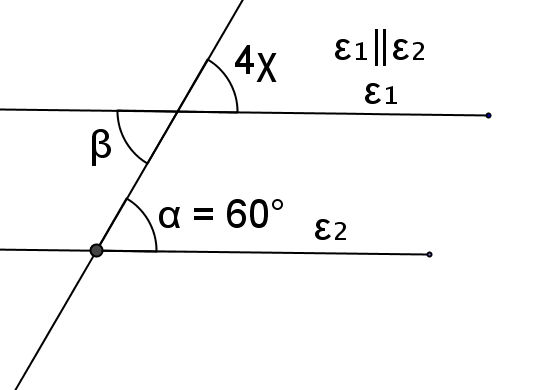 4χ
ε1||ε2
ε1
β
α = 60°
ε2